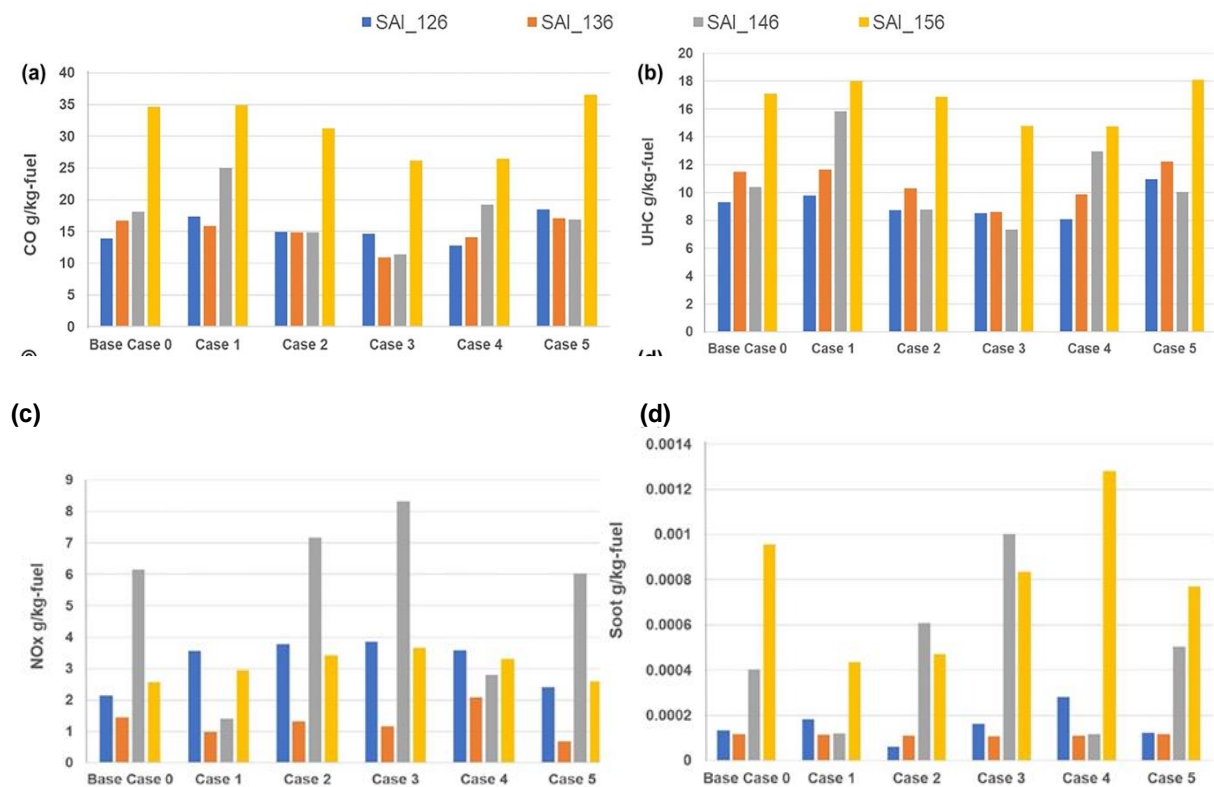 SAI_126 SAI_136 SAI_146 SAI_156
(a)
CO g/kg-fuel
40
35
30
25
20
15
10
5
0
Base Case 0 Case 1 Case 2 Case 3 Case 4 Case 5
(b)
UHC g/kg-fuel
20
18
16
14
12
10
8
6
4
2
0
Base Case 0 Case 1 Case 2 Case 3 Case 4 Case 5
(c)
NOx g/kg-fuel
9
8
7
6
5
4
3
2
1
0
Base Case 0 Case 1 Case 2 Case 3 Case 4 Case 5
(d)
Soot g/kg-fuel
0.0014
0.0012
0.001
0.0008
0.0006
0.0004
0.0002
0
Base Case 0 Case 1 Case 2 Case 3 Case 4 Case 5